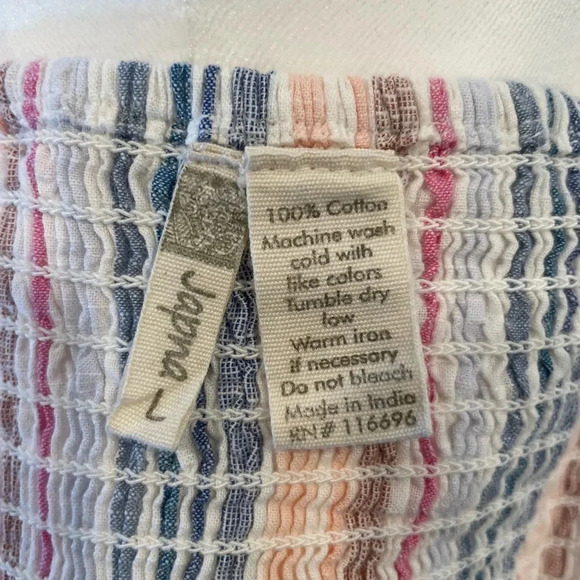 Japna
L
100% Cotton
Machine wash
cold with
like colors
Tumble dry
low
Warm iron
if necessary
Do not bleach
Made in India
RN# 116696